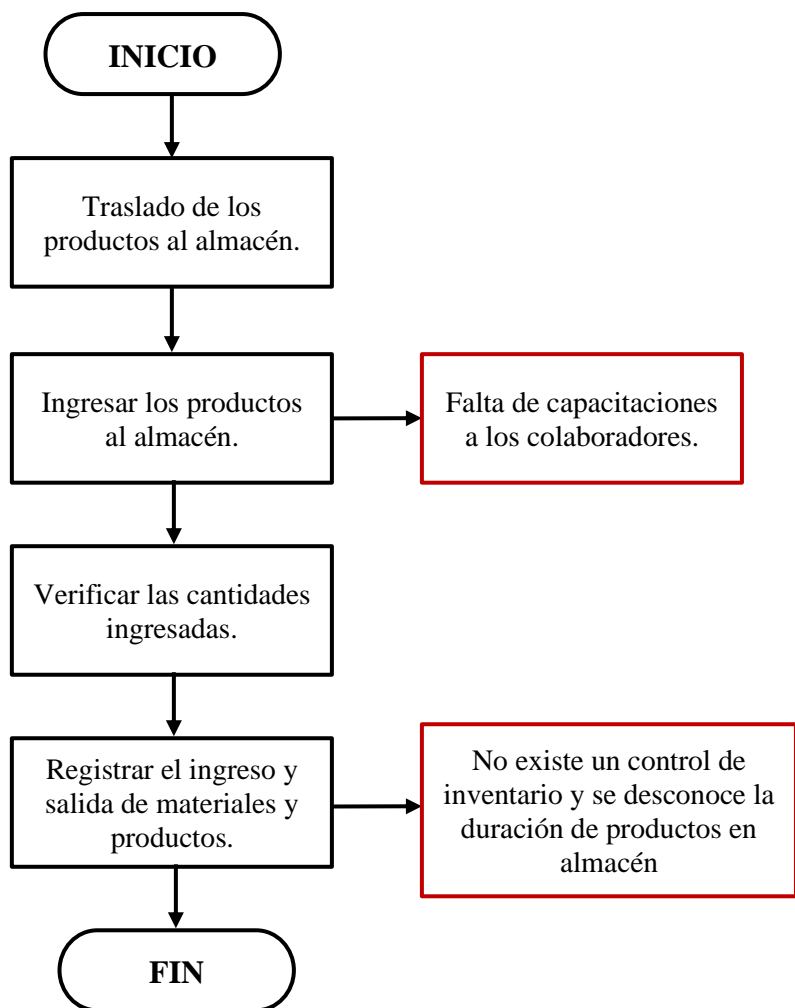 INICIO
Traslado de los
productos al almacén.
Ingresar los productos
al almacén.
Falta de capacitaciones
a los colaboradores.
Verificar las cantidades
ingresadas.
Registrar el ingreso y
salida de materiales y
productos.
No existe un control de
inventario y se desconoce la
duración de productos en
almacén
FIN